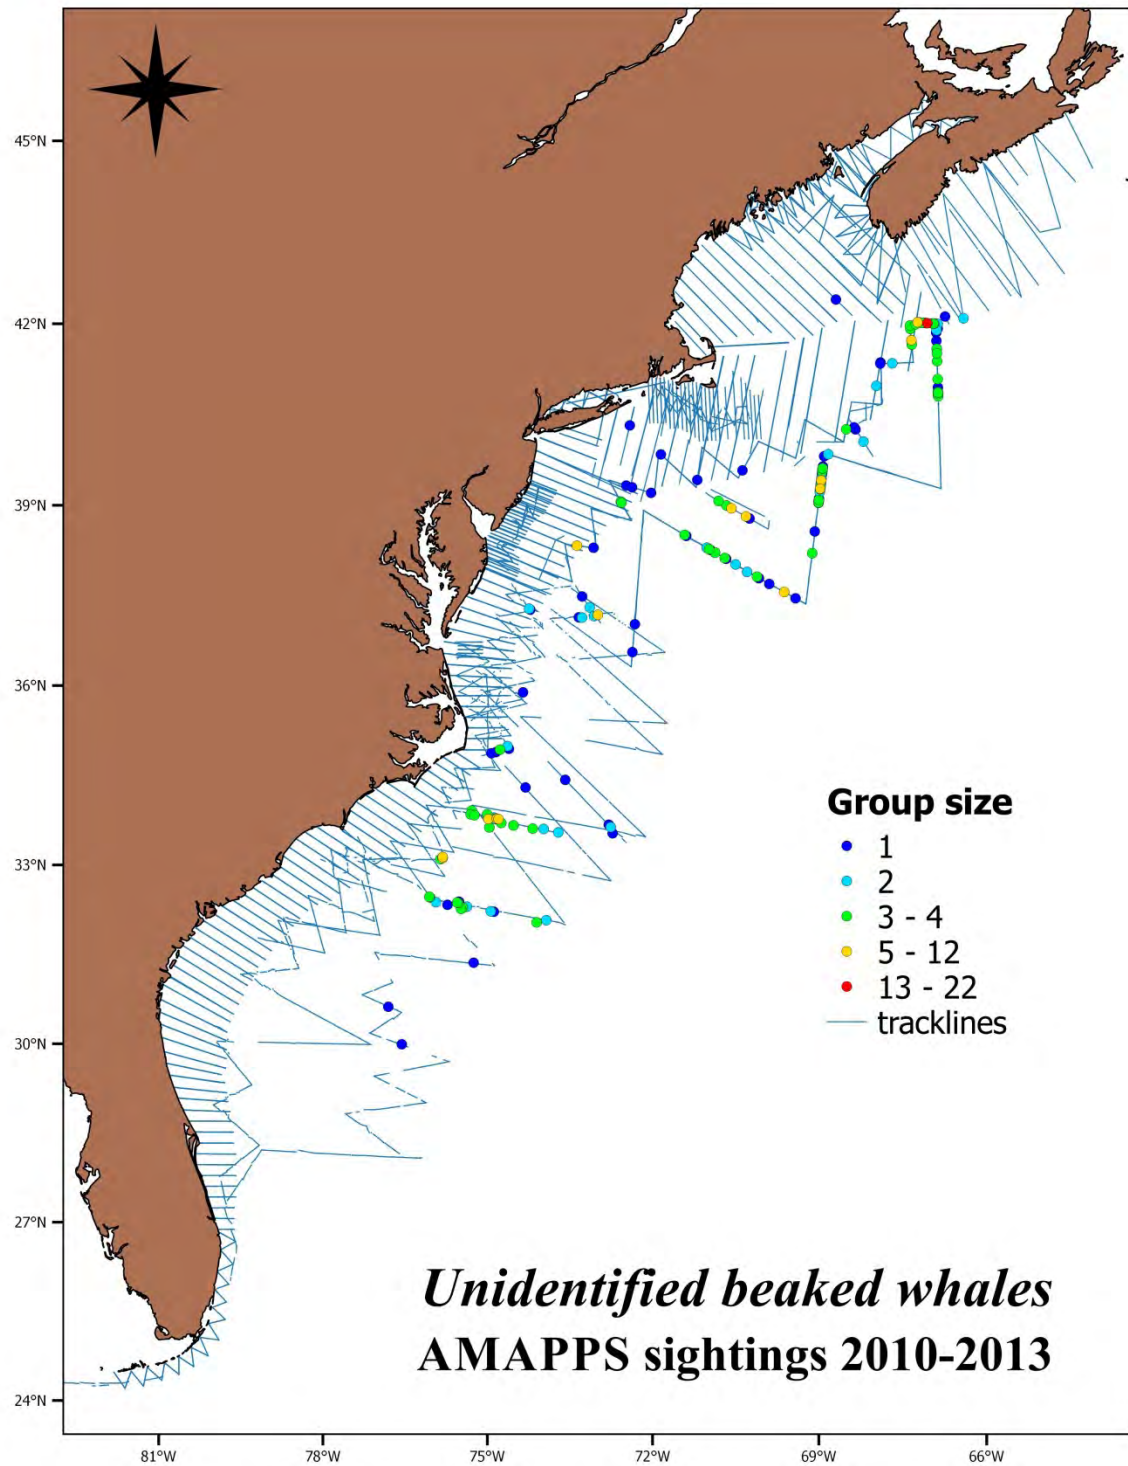 45°N
42°N
39°N
36°N
33°N
30°N
27°N
24°N
81°W
78°W
75°W
72°W
69°W
66°W
Group size
1
2
3 - 4
5 - 12
13 - 22
tracklines
Unidentified beaked whales
AMAPPS sightings 2010-2013